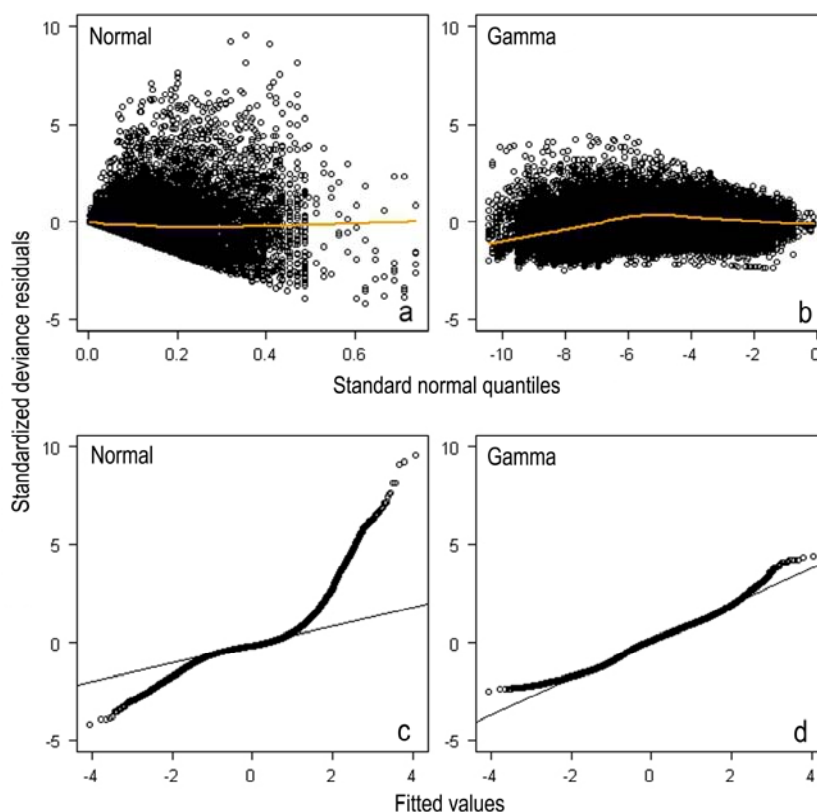 Standardized deviance residuals
Normal
10
5
0
-5
0.0 0.2 0.4 0.6
a
Gamma
10
5
0
-5
-10 -8 -6 -4 -2 0
b
Standard normal quantiles
Normal
10
5
0
-5
-4 -2 0 2 4
c
Gamma
10
5
0
-5
-4 -2 0 2 4
d
Fitted values